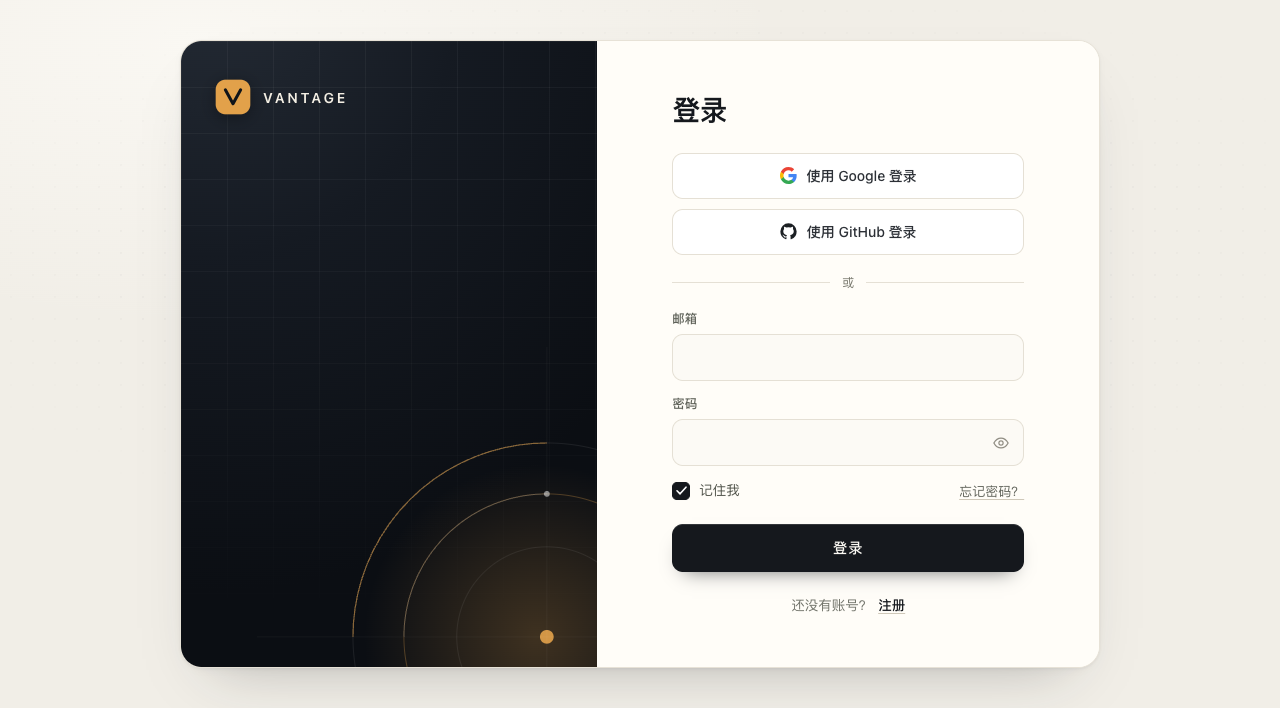 VANTAGE
登录
使用 Google 登录
使用 GitHub 登录
或
邮箱
密码
记住我
忘记密码？
登录
还没有账号？ 注册